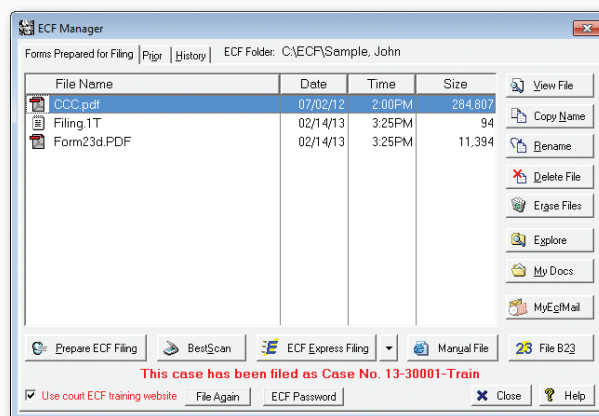 ECF Manager
Forms Prepared for Filing Prior History ECF Folder: C:\ECF\Sample, John
File Name Date Time Size
CCC.pdf 07/02/12 2:00PM 284,807
Filing.1T 02/14/13 3:25PM 94
Form23d.PDF 02/14/13 3:25PM 11,394
View File
Copy Name
Rename
Delete File
Erase Files
Explore
My Docs
MyEcfMail
Prepare ECF Filing BestScan ECF Express Filing Manual File 23 File B23
This case has been filed as Case No. 13-30001-Train
Use court ECF training website File Again ECF Password Close Help